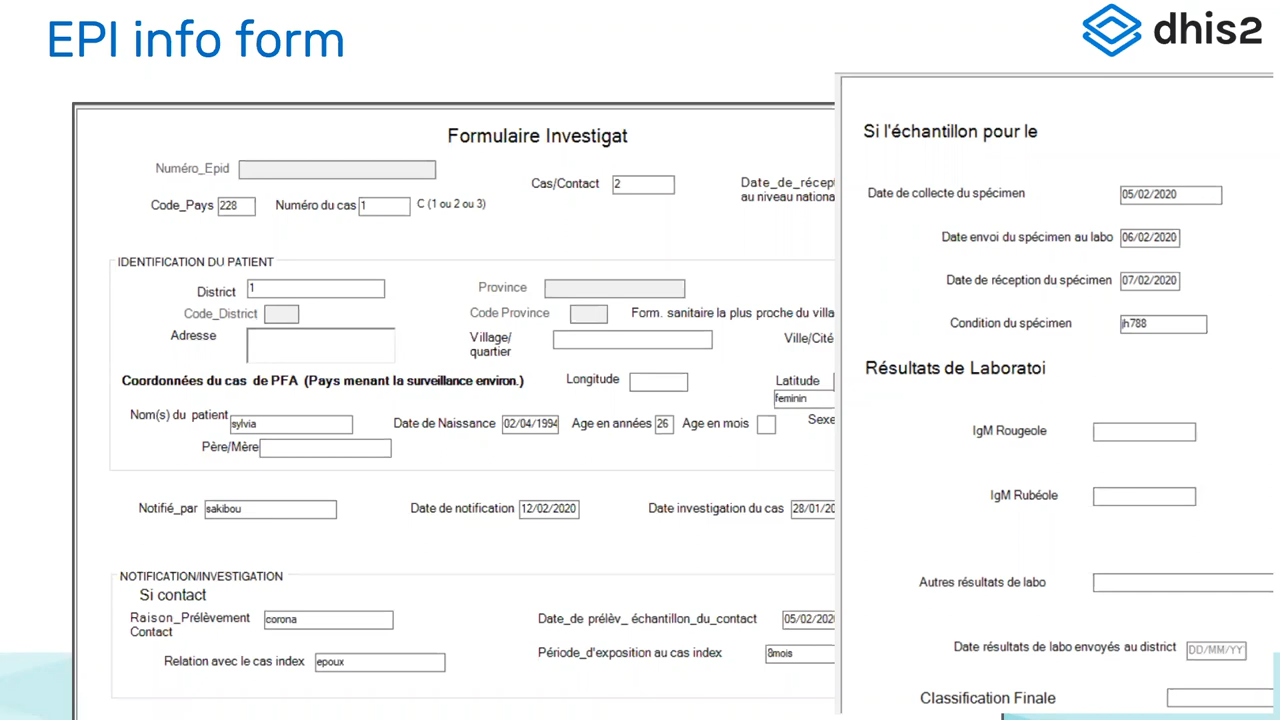 EPI info form
dhis2
Formulaire Investigat
Numéro_Epid
Cas/Contact 2
Date_de_récept
au niveau nationa
Code_Pays 228 Numéro du cas 1 C (1 ou 2 ou 3)
IDENTIFICATION DU PATIENT
District 1
Province
Code_District
Code Province
Form. sanitaire la plus proche du villa
Adresse
Village/
quartier
Ville/Cité
Coordonnées du cas de PFA (Pays menant la surveillance environ.)
Longitude
Latitude
feminin
Nom(s) du patient sylvia
Date de Naissance 02/04/1994 Age en années 26 Age en mois
Sexe
Père/Mère
Notifié_par sakibou
Date de notification 12/02/2020
Date investigation du cas 28/01/20
NOTIFICATION/INVESTIGATION
Si contact
Raison_Prélèvement
Contact
corona
Date_de prélèv_ échantillon_du_contact 05/02/202
Relation avec le cas index epoux
Période_d'exposition au cas index 8mois
Si l'échantillon pour le
Date de collecte du spécimen 05/02/2020
Date envoi du spécimen au labo 06/02/2020
Date de réception du spécimen 07/02/2020
Condition du spécimen jh788
Résultats de Laboratoi
IgM Rougeole
IgM Rubéole
Autres résultats de labo
Date résultats de labo envoyés au district DD/MM/YY
Classification Finale